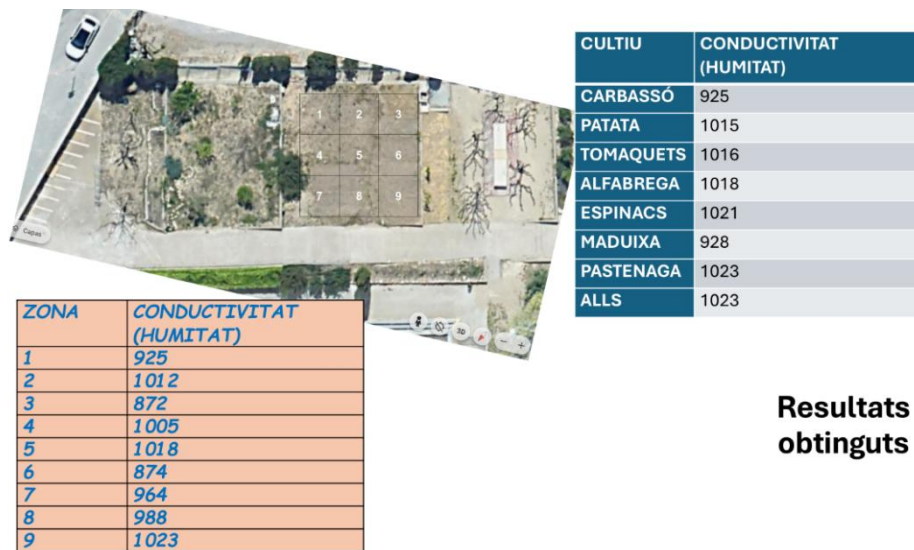 CULTIU CONDUCTIVITAT (HUMITAT)
CARBASSÓ 925
PATATA 1015
TOMAQUETS 1016
ALFABREGA 1018
ESPINACS 1021
MADUIXA 928
PASTENAGA 1023
ALLS 1023
1 2 3
4 5 6
7 8 9
Capas
3D
ZONA CONDUCTIVITAT (HUMITAT)
1 925
2 1012
3 872
4 1005
5 1018
6 874
7 964
8 988
9 1023
Resultats
obtinguts